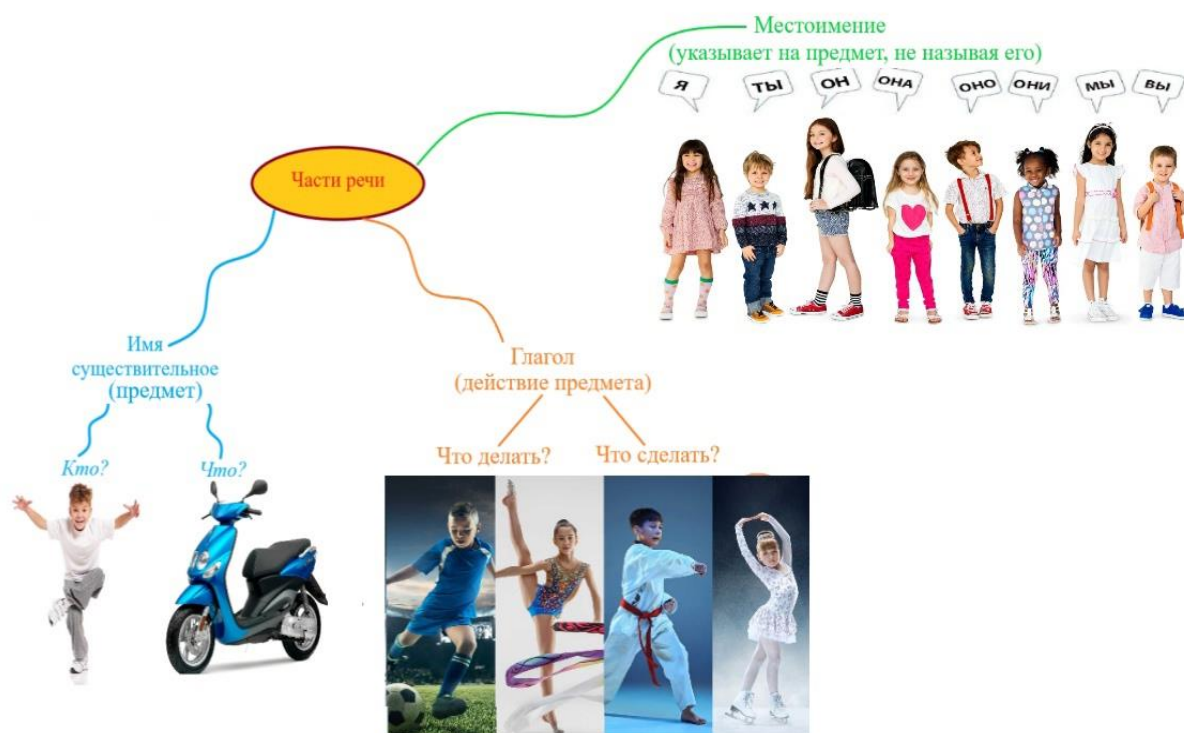 Местоимение
(указывает на предмет, не называя его)
Я ТЫ ОН ОНА ОНО ОНИ МЫ ВЫ
Части речи
Имя
существительное
(предмет)
Кто? Что?
Глагол
(действие предмета)
Что делать? Что сделать?